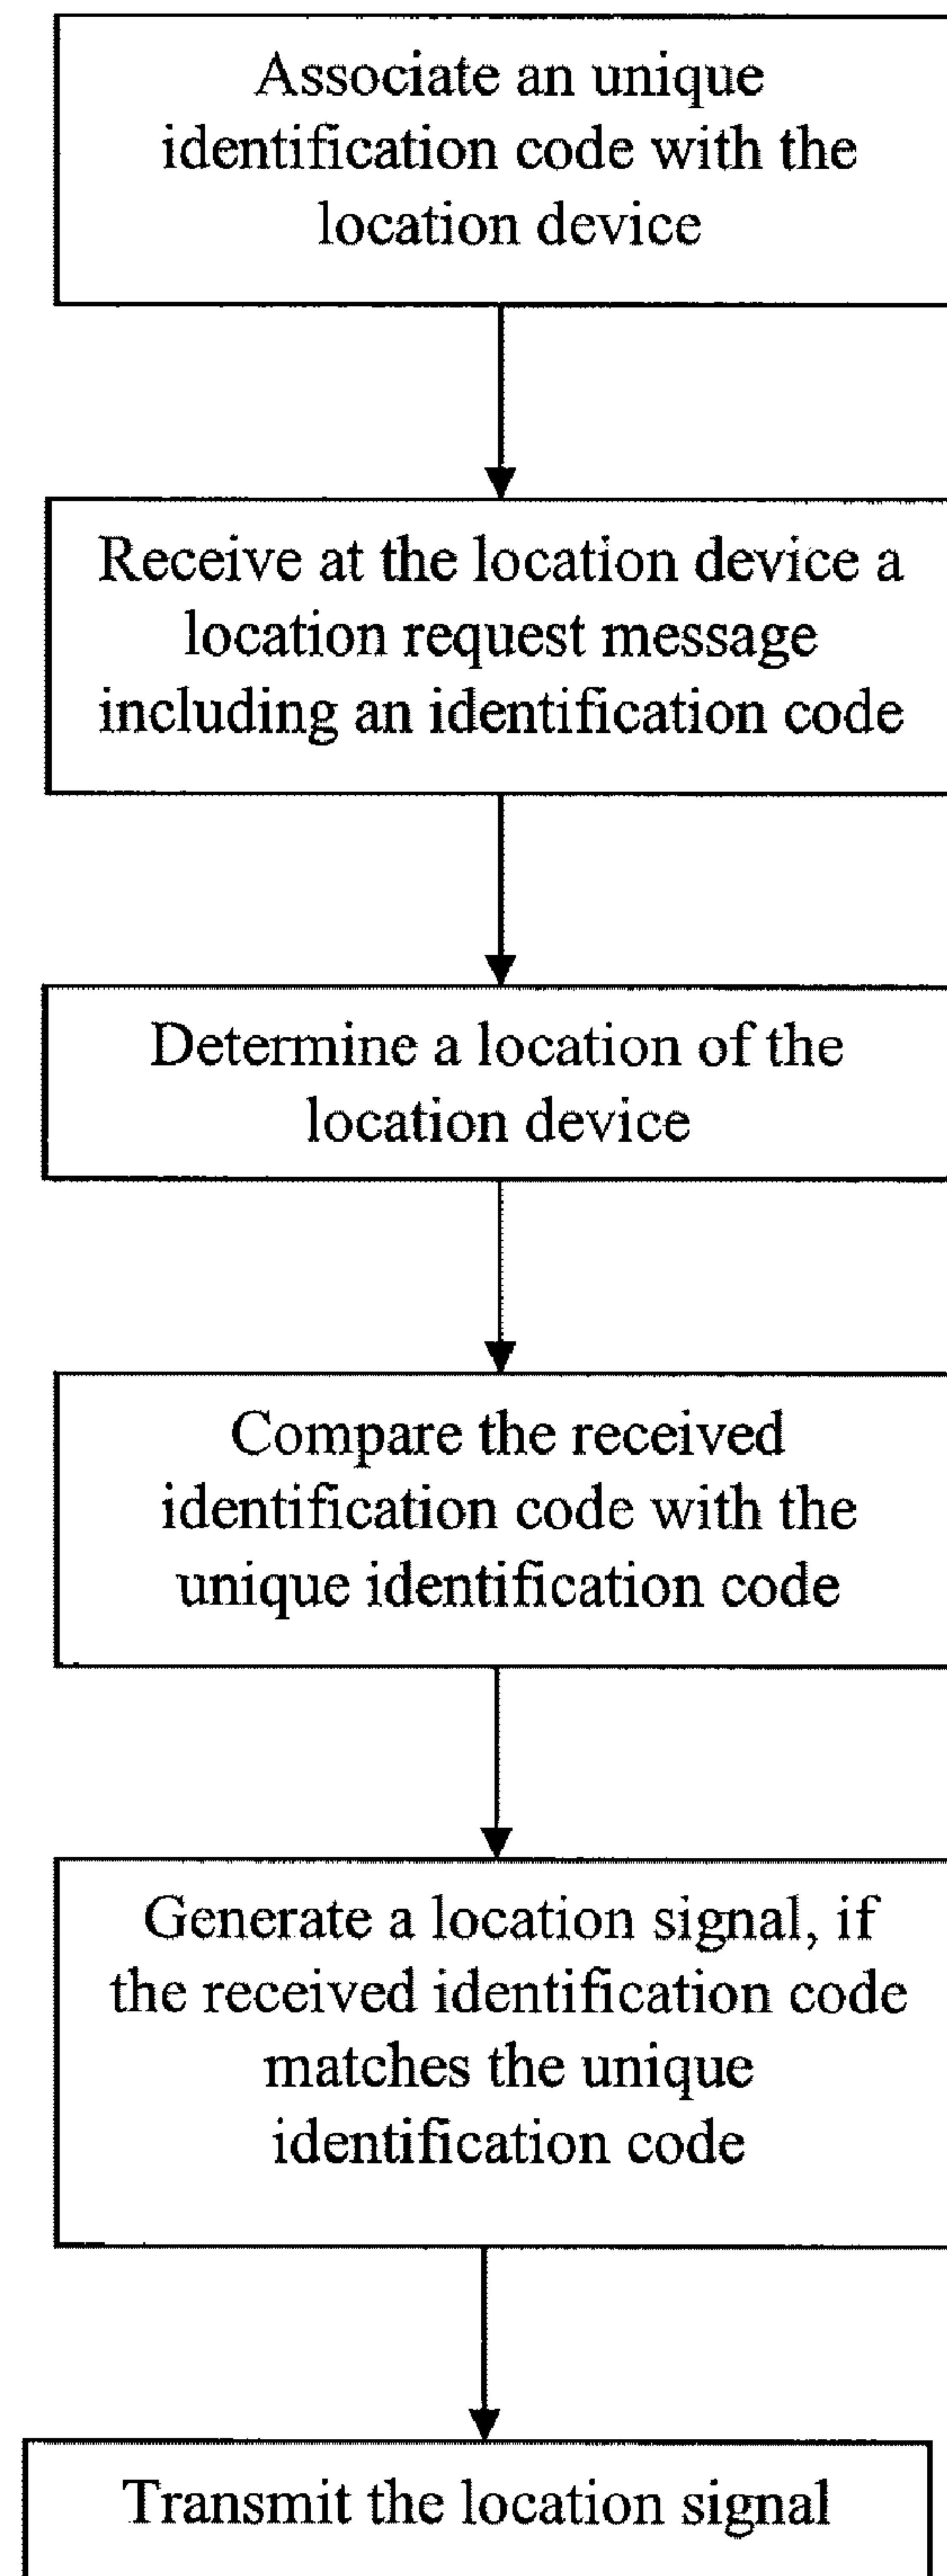 Associate an unique
identification code with the
location device
Receive at the location device a
location request message
including an identification code
Determine a location of the
location device
Compare the received
identification code with the
unique identification code
Generate a location signal, if
the received identification code
matches the unique
identification code
Transmit the location signal